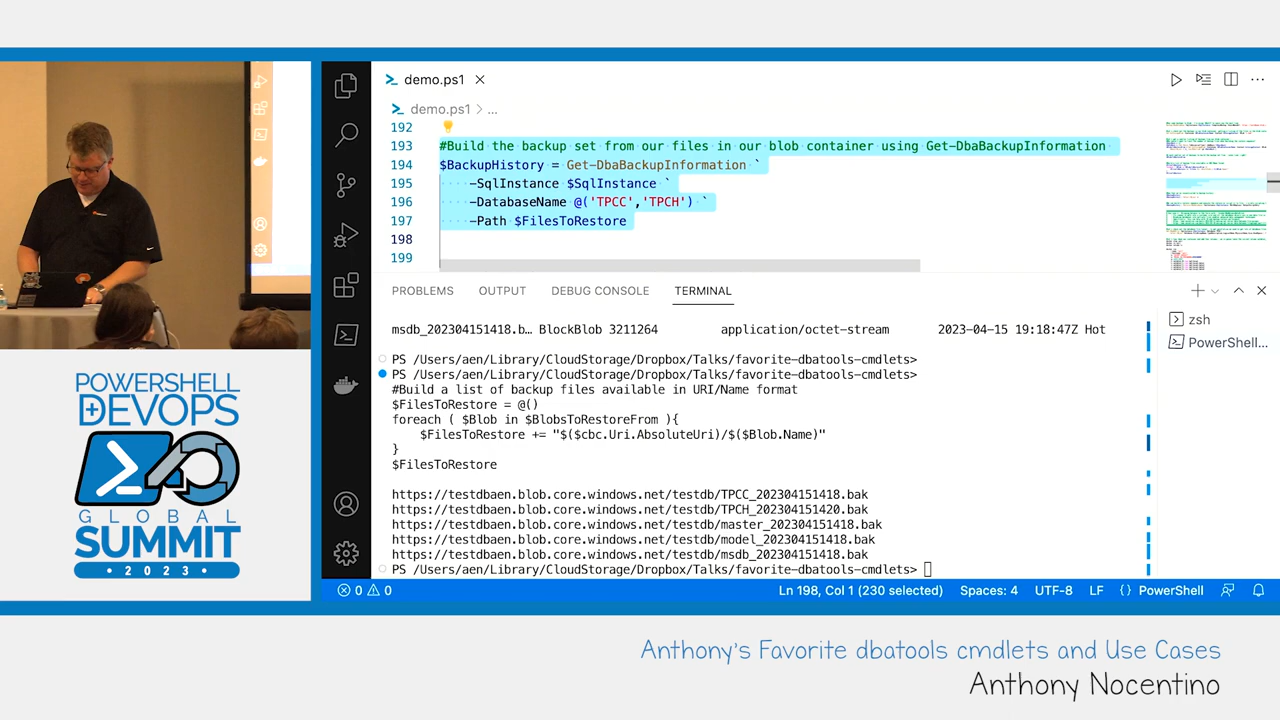 demo.ps1
demo.ps1 > ...
192
193 #Build the backup set from our files in our blob container using Get-DbaBackupInformation
194 $BackupHistory = Get-DbaBackupInformation `
195 -SqlInstance $SqlInstance `
196 -DatabaseName @('TPCC','TPCH') `
197 -Path $FilesToRestore
198
199
PROBLEMS OUTPUT DEBUG CONSOLE TERMINAL
zsh
PowerShell...
msdb_202304151418.b… BlockBlob 3211264 application/octet-stream 2023-04-15 19:18:47Z Hot
PS /Users/aen/Library/CloudStorage/Dropbox/Talks/favorite-dbatools-cmdlets>
PS /Users/aen/Library/CloudStorage/Dropbox/Talks/favorite-dbatools-cmdlets>
#Build a list of backup files available in URI/Name format
$FilesToRestore = @()
foreach ( $Blob in $BlobsToRestoreFrom ){
$FilesToRestore += "$($cbc.Uri.AbsoluteUri)/$($Blob.Name)"
}
$FilesToRestore
https://testdbaen.blob.core.windows.net/testdb/TPCC_202304151418.bak
https://testdbaen.blob.core.windows.net/testdb/TPCH_202304151420.bak
https://testdbaen.blob.core.windows.net/testdb/master_202304151418.bak
https://testdbaen.blob.core.windows.net/testdb/model_202304151418.bak
https://testdbaen.blob.core.windows.net/testdb/msdb_202304151418.bak
PS /Users/aen/Library/CloudStorage/Dropbox/Talks/favorite-dbatools-cmdlets>
0 0 Ln 198, Col 1 (230 selected) Spaces: 4 UTF-8 LF {} PowerShell
POWERSHELL
+DEVOPS
GLOBAL
SUMMIT
• 2023 •
Anthony's Favorite dbatools cmdlets and Use Cases
Anthony Nocentino